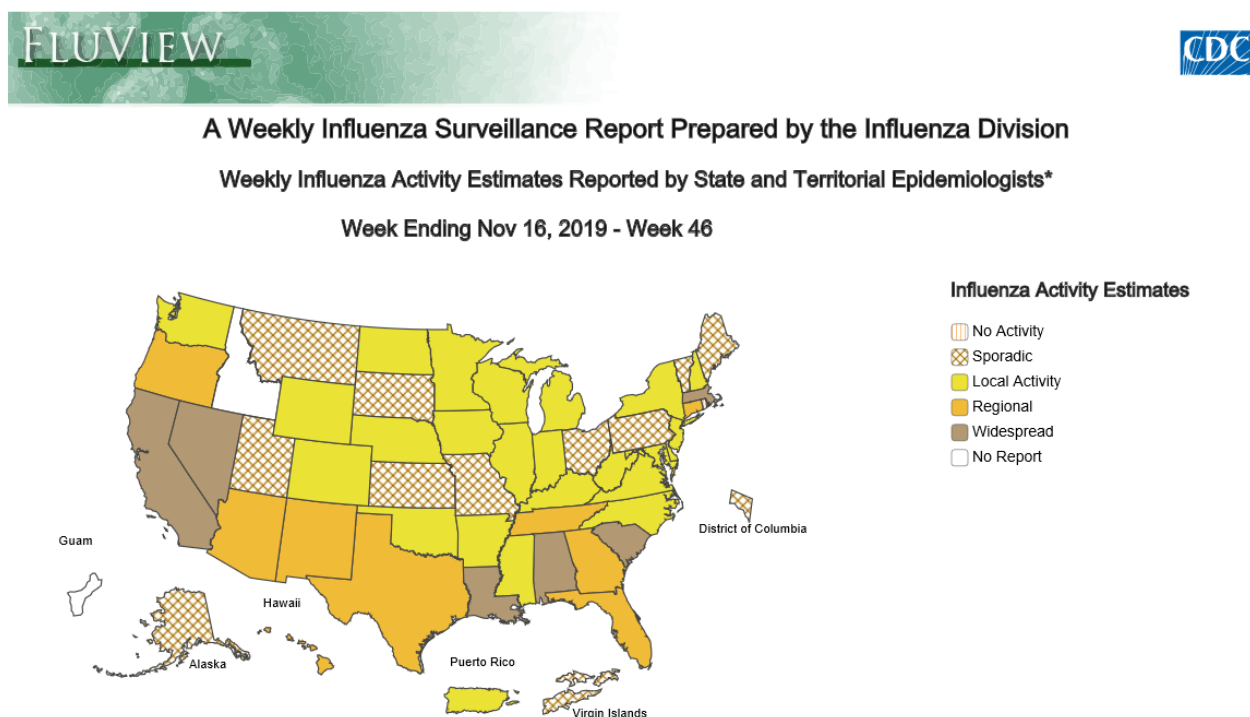 FLUVIEW
CDC
A Weekly Influenza Surveillance Report Prepared by the Influenza Division
Weekly Influenza Activity Estimates Reported by State and Territorial Epidemiologists*
Week Ending Nov 16, 2019 - Week 46
Influenza Activity Estimates
No Activity
Sporadic
Local Activity
Regional
Widespread
No Report
District of Columbia
Guam
Hawaii
Alaska
Puerto Rico
Virgin Islands